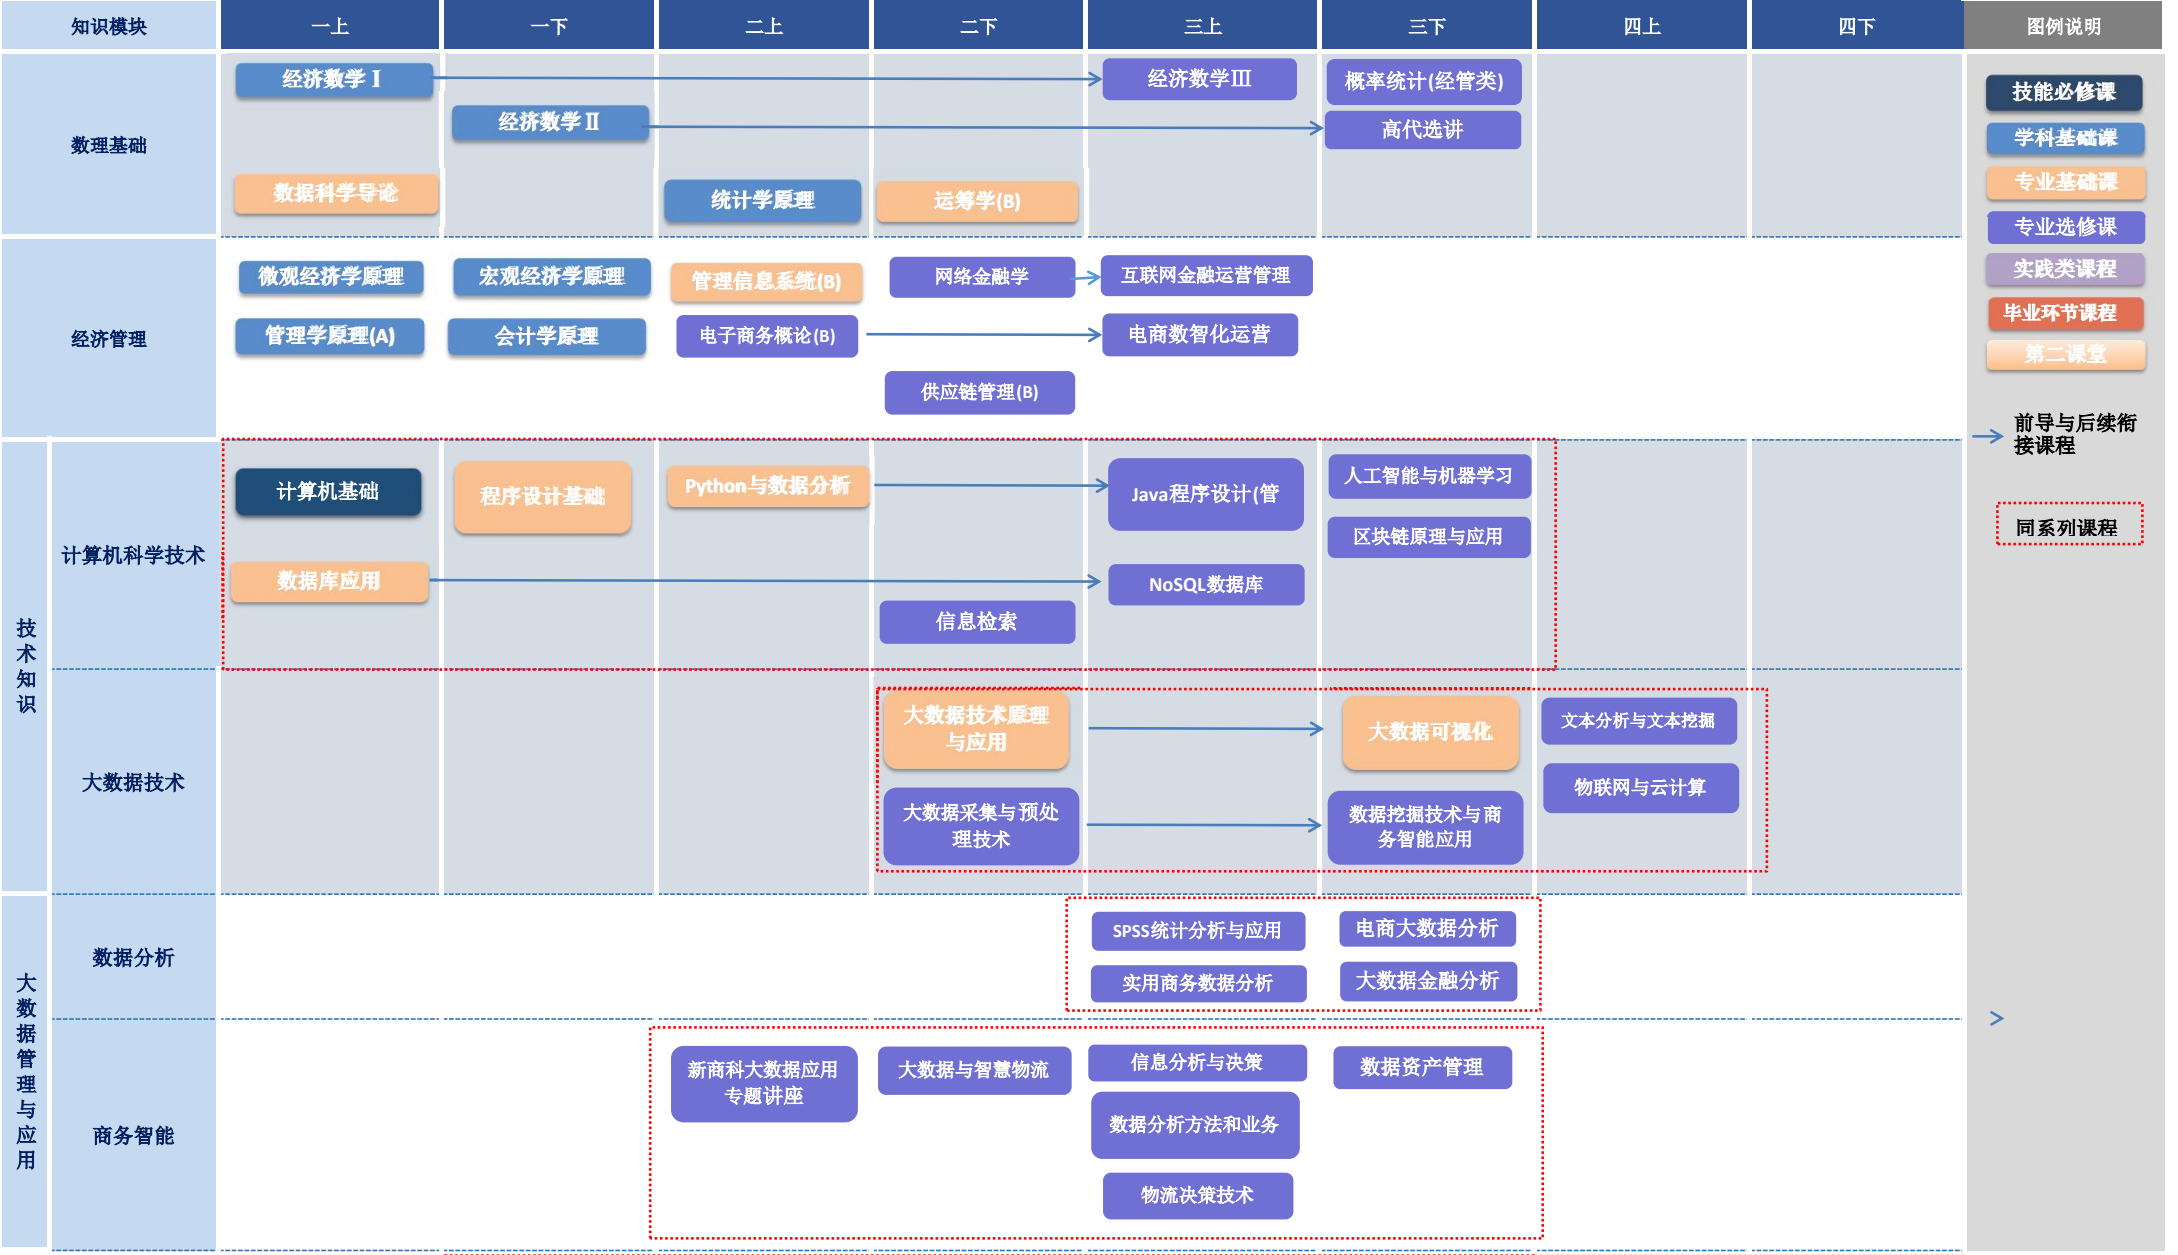 知识模块
一上
一下
二上
二下
三上
三下
四上
四下
图例说明
数理基础
经济数学 I
经济数学III
概率统计(经管类)
经济数学 II
高代选讲
数据科学导论
统计学原理
运筹学(B)
经济管理
微观经济学原理
宏观经济学原理
管理信息系统(B)
网络金融学
互联网金融运营管理
管理学原理(A)
会计学原理
电子商务概论(B)
电商数智化运营
供应链管理(B)
技术知识
计算机科学技术
计算机基础
程序设计基础
Python与数据分析
Java程序设计(管
人工智能与机器学习
区块链原理与应用
数据库应用
NoSQL数据库
信息检索
大数据技术
大数据技术原理
与应用
大数据可视化
文本分析与文本挖掘
物联网与云计算
大数据采集与预处
理技术
数据挖掘技术与商
务智能应用
大数据管理与应用
数据分析
SPSS统计分析与应用
电商大数据分析
实用商务数据分析
大数据金融分析
商务智能
新商科大数据应用
专题讲座
大数据与智慧物流
信息分析与决策
数据资产管理
数据分析方法和业务
物流决策技术
技能必修课
学科基础课
专业基础课
专业选修课
实践类课程
毕业环节课程
第二课堂
前导与后续衔
接课程
同系列课程